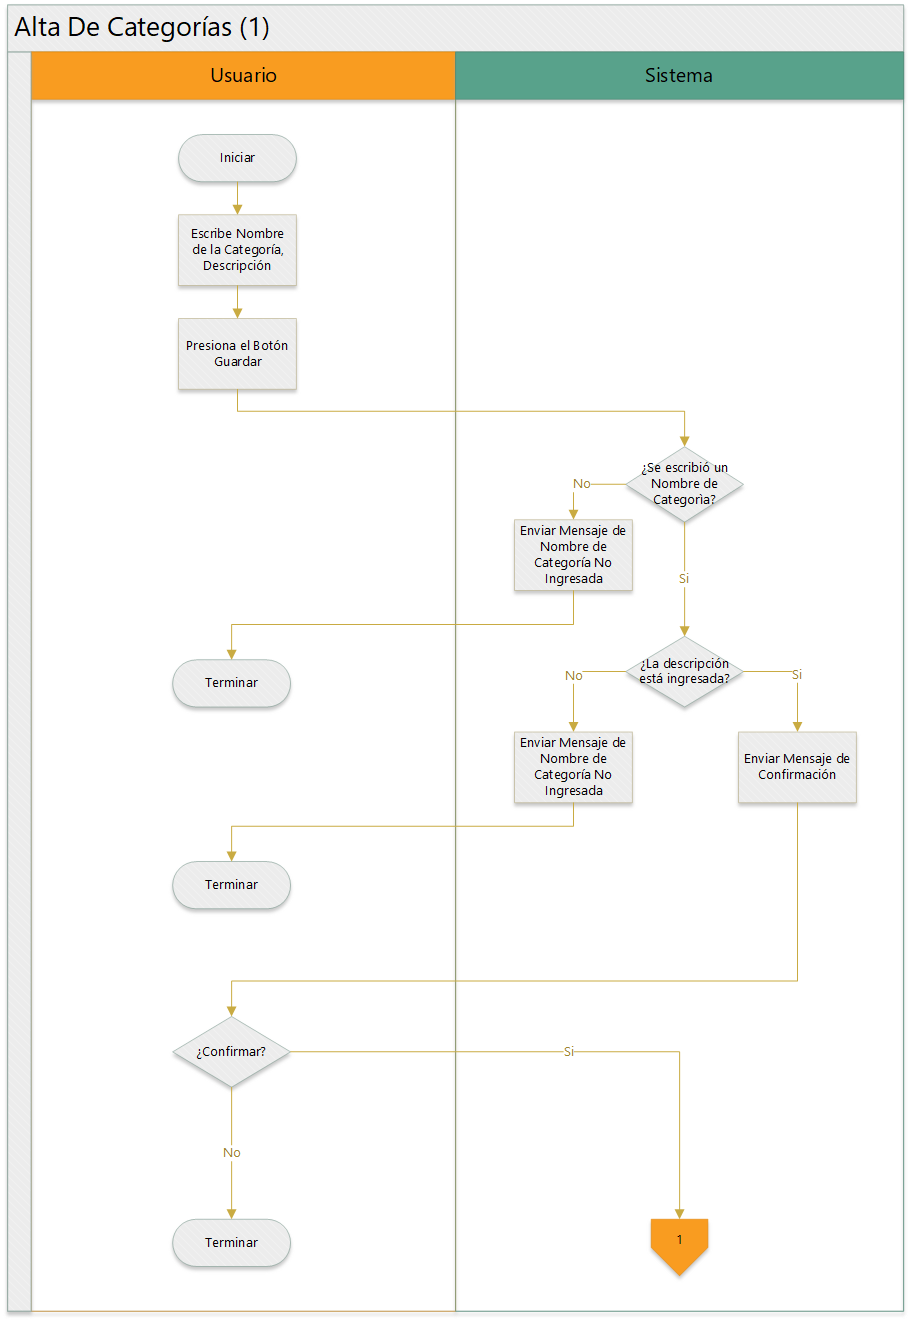 Alta De Categorías (1)
Usuario
Sistema
Iniciar
Escribe Nombre
de la Categoría,
Descripción
Presiona el Botón
Guardar
¿Se escribió un
Nombre de
Categorìa?
No
Enviar Mensaje de
Nombre de
Categoría No
Ingresada
Si
Terminar
¿La descripción
está ingresada?
No
Si
Enviar Mensaje de
Nombre de
Categoría No
Ingresada
Enviar Mensaje de
Confirmación
Terminar
¿Confirmar?
Si
No
Terminar
1